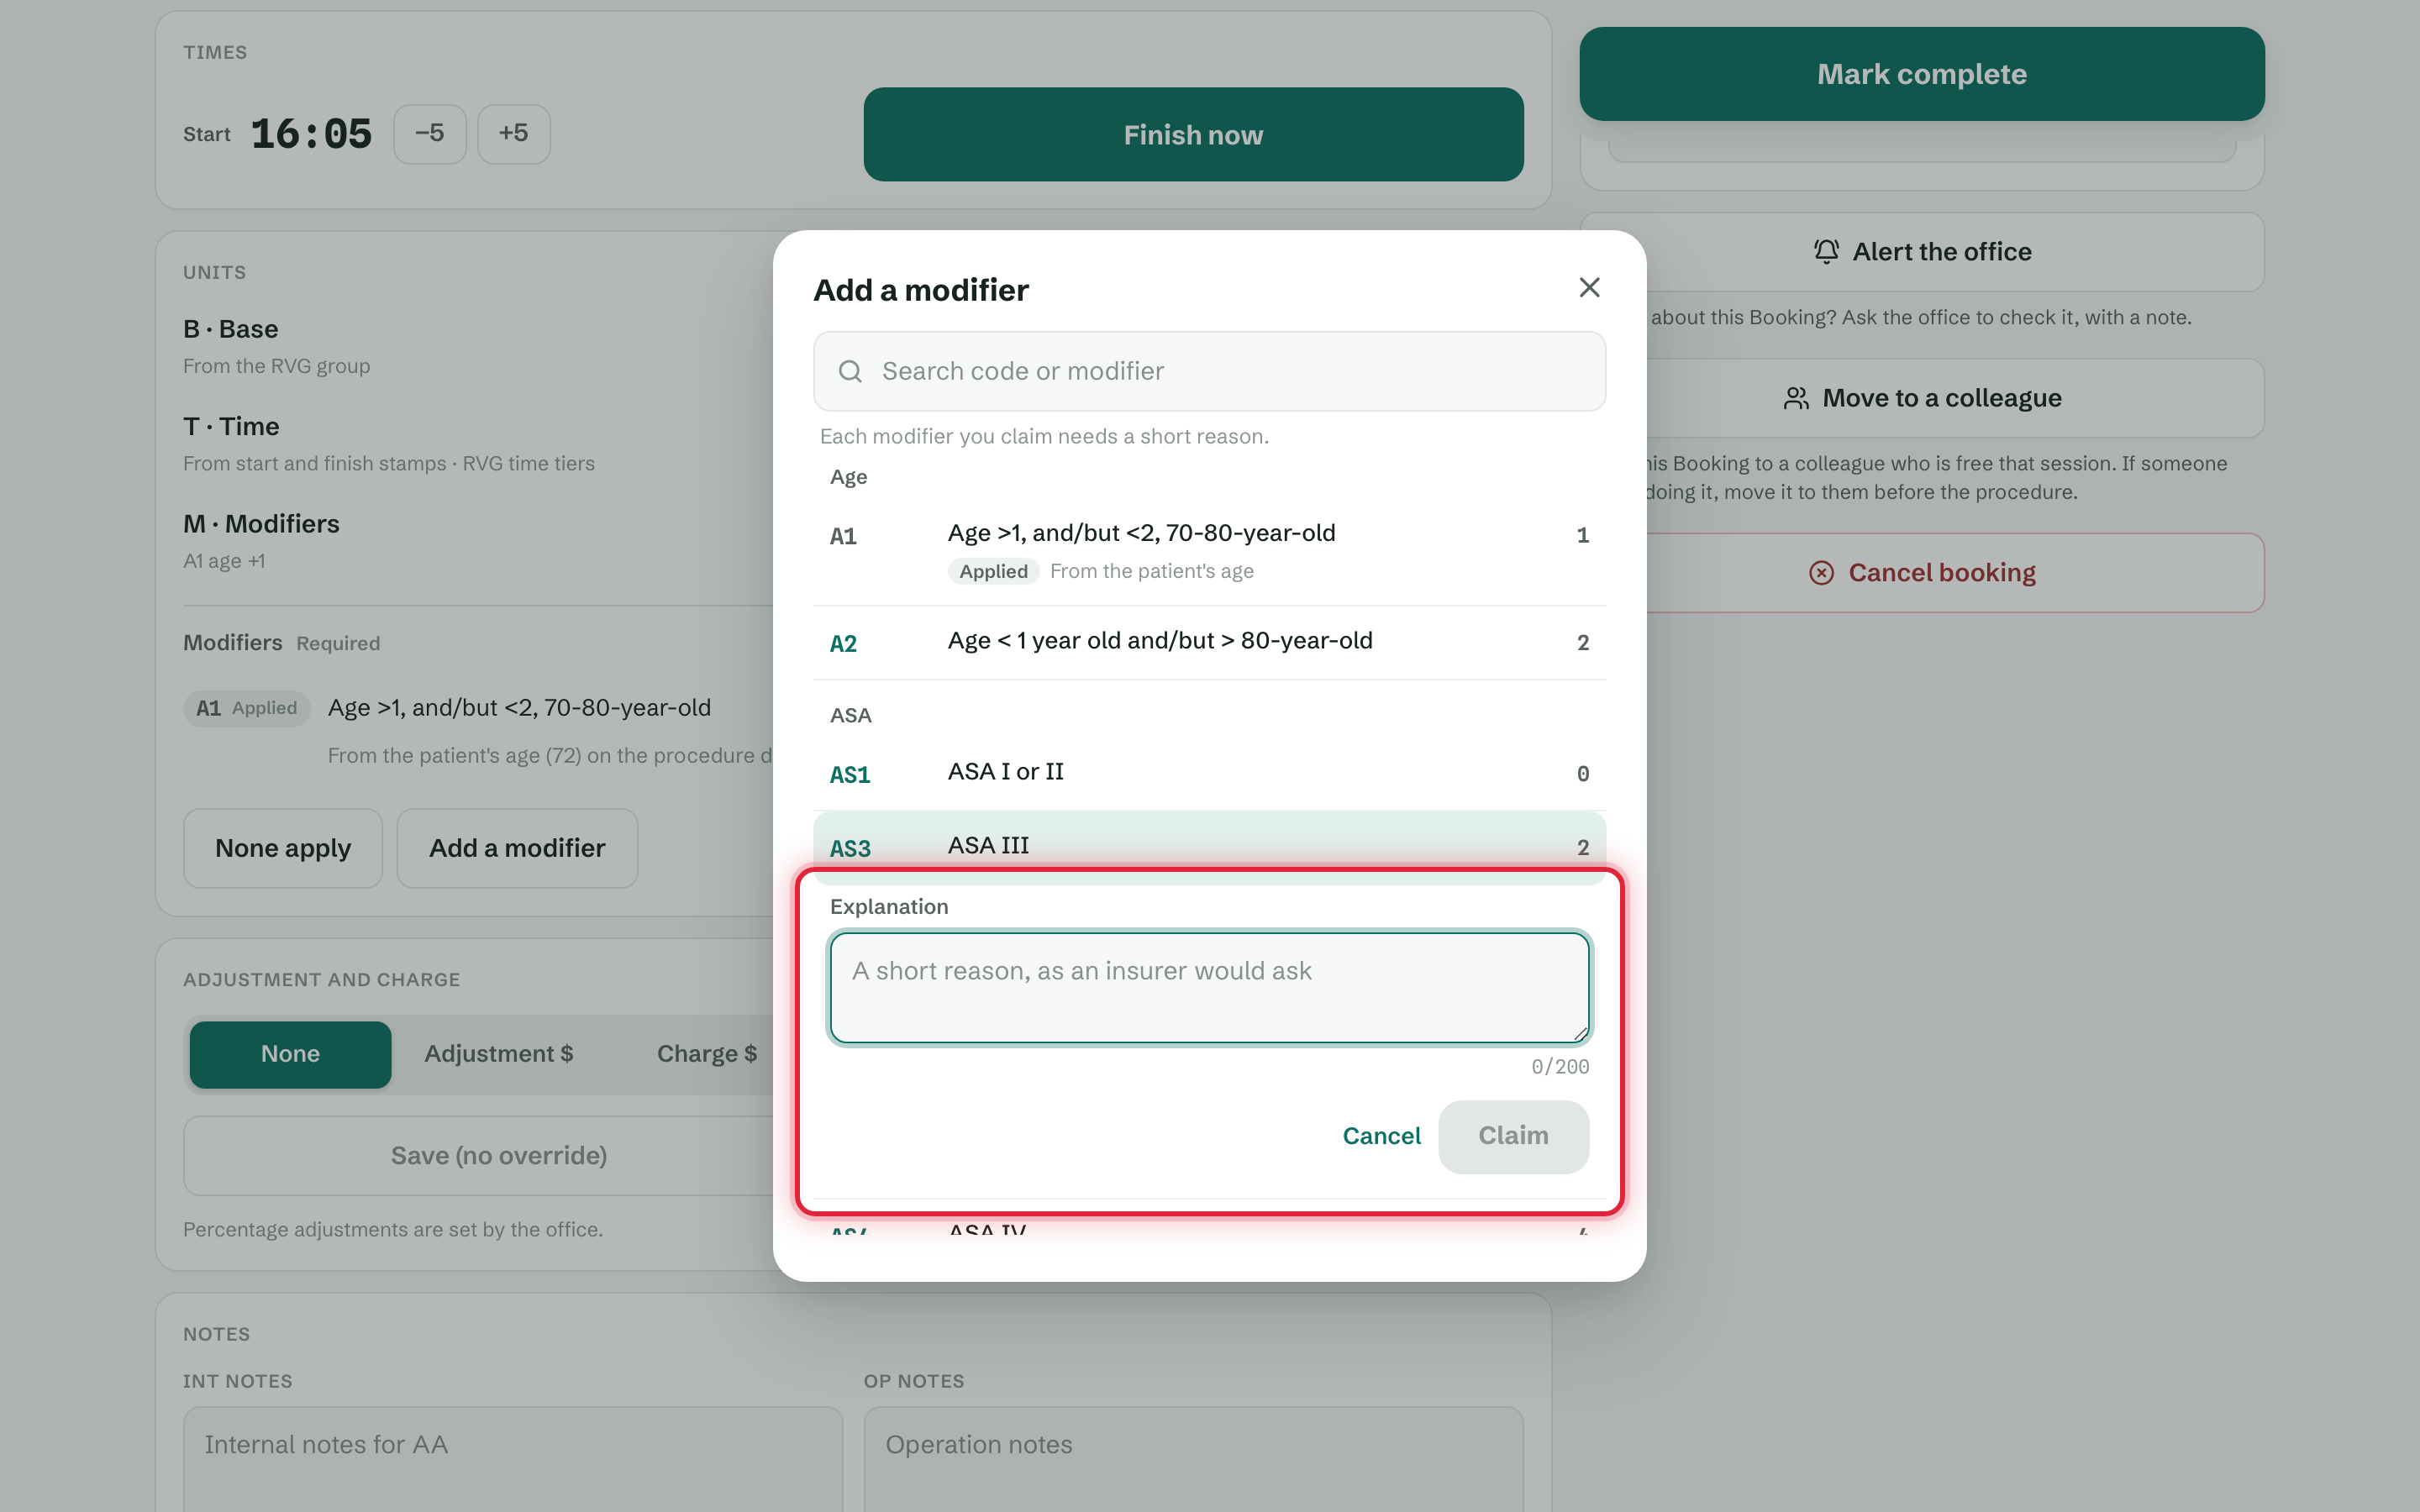 TIMES
Start 16:05 −5 +5
Finish now
Mark complete
UNITS
B · Base
From the RVG group
T · Time
From start and finish stamps · RVG time tiers
M · Modifiers
A1 age +1
Modifiers Required
A1 Applied Age >1, and/but <2, 70-80-year-old
From the patient's age (72) on the procedure d
None apply
Add a modifier
ADJUSTMENT AND CHARGE
None
Adjustment $
Charge $
Save (no override)
Percentage adjustments are set by the office.
NOTES
INT NOTES
Internal notes for AA
OP NOTES
Operation notes
Add a modifier
Search code or modifier
Each modifier you claim needs a short reason.
Age
A1 Age >1, and/but <2, 70-80-year-old 1
Applied From the patient's age
A2 Age < 1 year old and/but > 80-year-old 2
ASA
AS1 ASA I or II 0
AS3 ASA III 2
Explanation
A short reason, as an insurer would ask
0/200
Cancel
Claim
AS4 ASA IV 4
Alert the office
about this Booking? Ask the office to check it, with a note.
Move to a colleague
his Booking to a colleague who is free that session. If someone
doing it, move it to them before the procedure.
Cancel booking